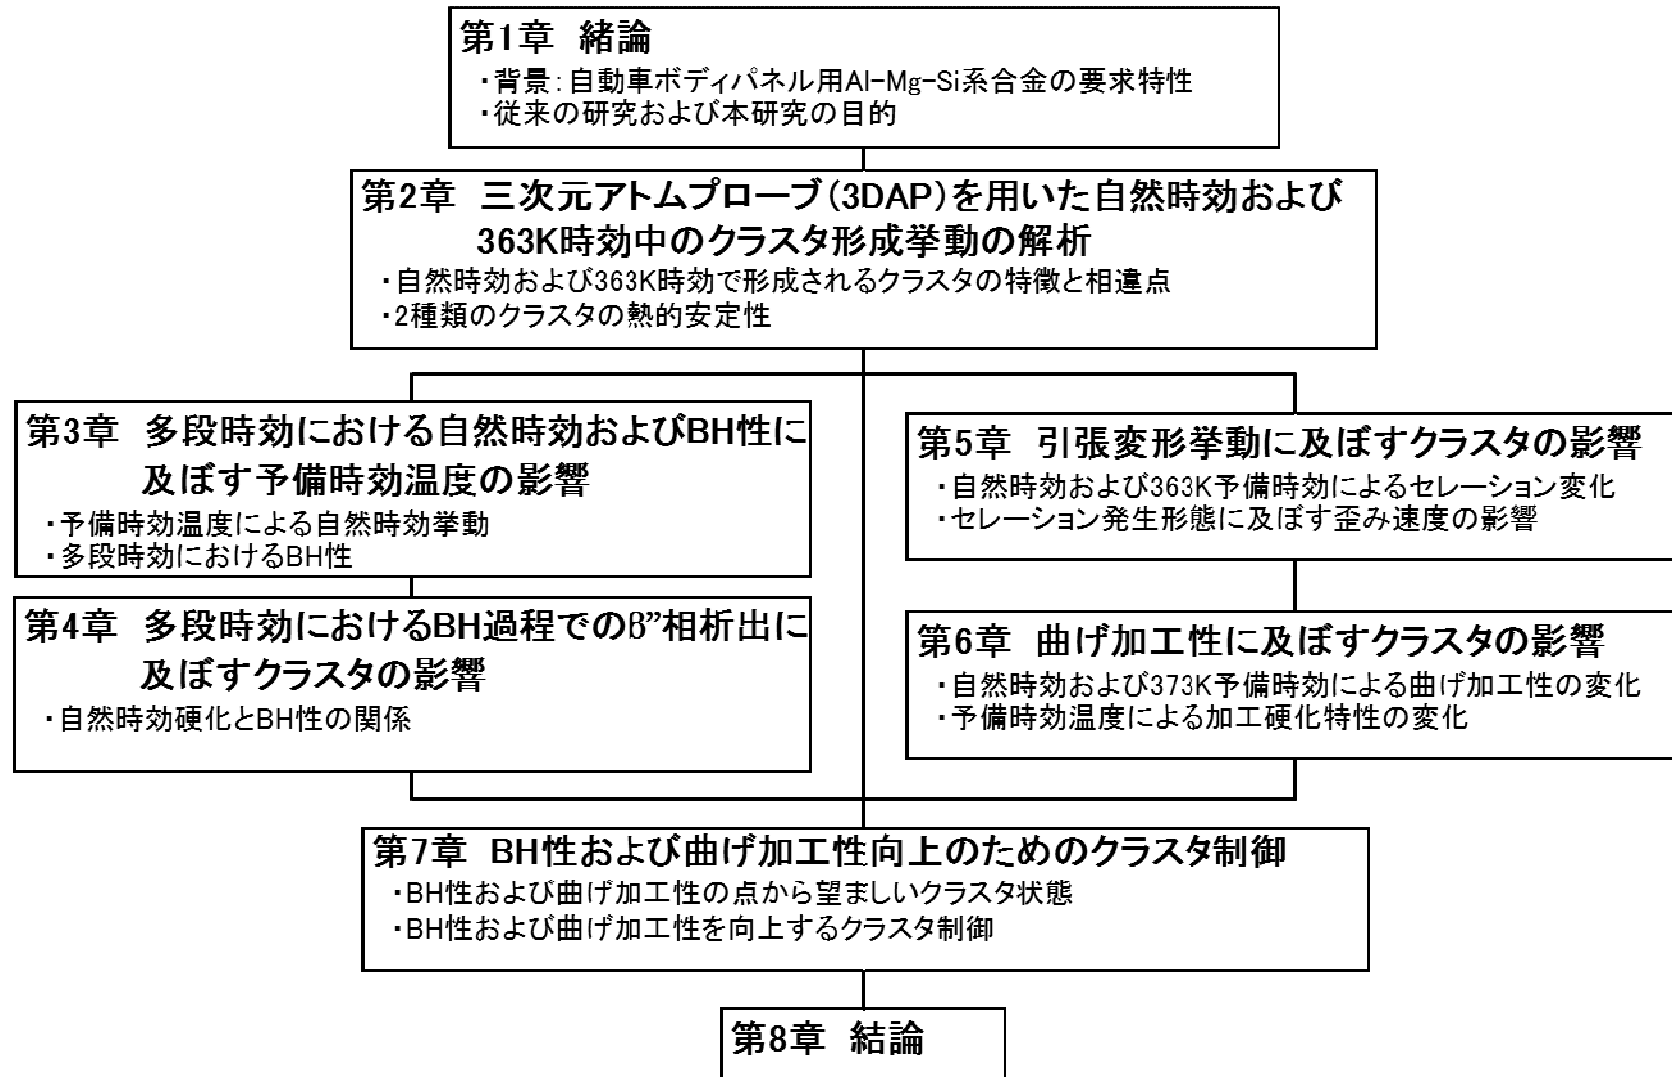 第1章 緒論
・背景：自動車ボディパネル用Al-Mg-Si系合金の要求特性
・従来の研究および本研究の目的
第2章 三次元アトムプローブ（3DAP）を用いた自然時効および
363K時効中のクラスタ形成挙動の解析
・自然時効および363K時効で形成されるクラスタの特徴と相違点
・2種類のクラスタの熱的安定性
第3章 多段時効における自然時効およびBH性に
及ぼす予備時効温度の影響
・予備時効温度による自然時効挙動
・多段時効におけるBH性
第4章 多段時効におけるBH過程でのβ”相析出に
及ぼすクラスタの影響
・自然時効硬化とBH性の関係
第5章 引張変形挙動に及ぼすクラスタの影響
・自然時効および363K予備時効によるセレーション変化
・セレーション発生形態に及ぼす歪み速度の影響
第6章 曲げ加工性に及ぼすクラスタの影響
・自然時効および373K予備時効による曲げ加工性の変化
・予備時効温度による加工硬化特性の変化
第7章 BH性および曲げ加工性向上のためのクラスタ制御
・BH性および曲げ加工性の点から望ましいクラスタ状態
・BH性および曲げ加工性を向上するクラスタ制御
第8章 結論